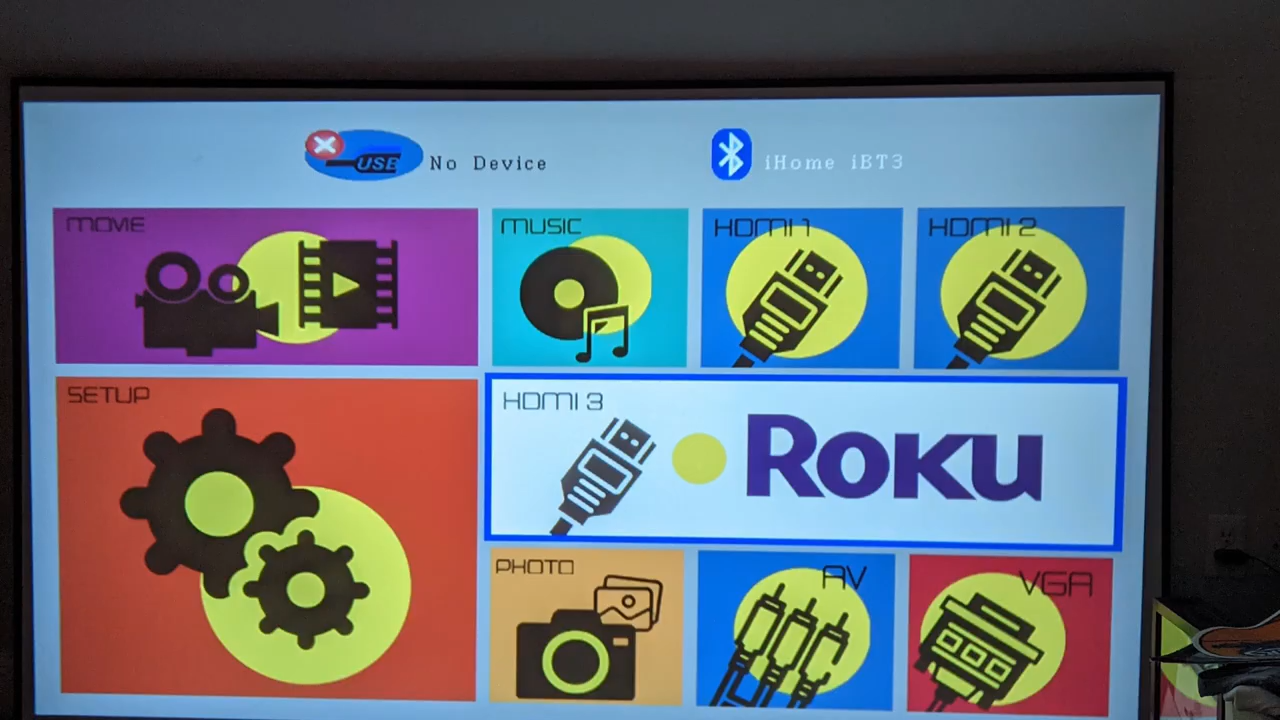 USB No Device
iHome iBT3
MOVIE
MUSIC
HDMI 1
HDMI 2
SETUP
HDMI 3
ROKU
PHOTO
AV
VGA